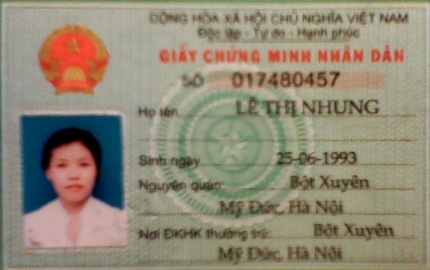 CỘNG HÒA XÃ HỘI CHỦ NGHĨA VIỆT NAM
Độc lập - Tự do - Hạnh phúc
GIẤY CHỨNG MINH NHÂN DÂN
SỐ 017480457
Họ tên LÊ THỊ NHUNG
Sinh ngày 25-06-1993
Nguyên quán Bột Xuyên
Mỹ Đức, Hà Nội
Nơi ĐKHK thường trú: Bột Xuyên
Mỹ Đức, Hà Nội